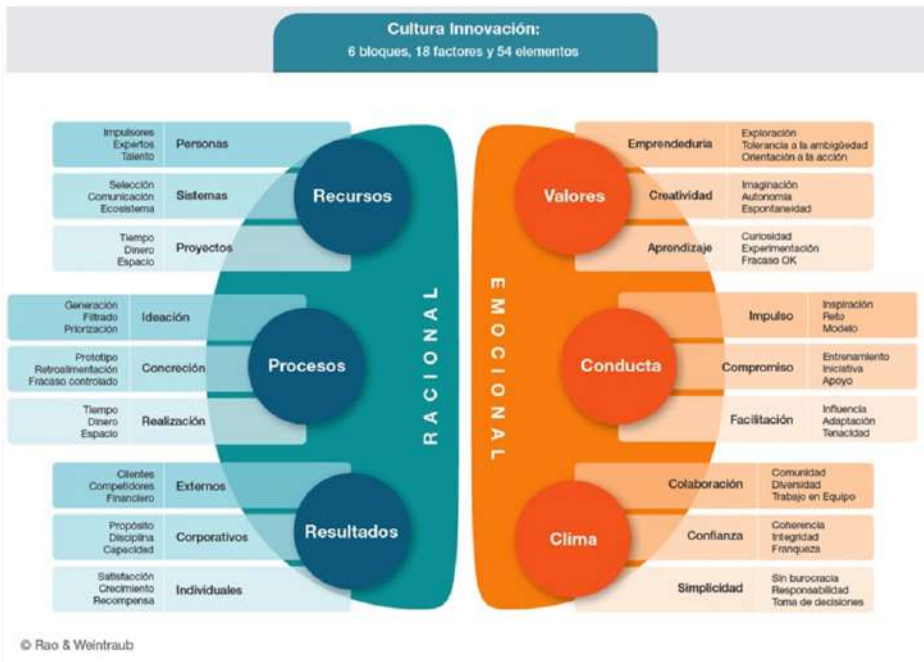 Cultura Innovación:
6 bloques, 18 factores y 54 elementos
Impulsores
Expertos
Talento
Personas
Selección
Comunicación
Ecosistema
Sistemas
Tiempo
Dinero
Espacio
Proyectos
Recursos
Generación
Filtrado
Priorización
Ideación
Prototipo
Retroalimentación
Fracaso controlado
Concreción
Tiempo
Dinero
Espacio
Realización
Procesos
Clientes
Competidores
Financiero
Externos
Propósito
Disciplina
Capacidad
Corporativos
Satisfacción
Crecimiento
Recompensa
Individuales
Resultados
RACIONAL
EMOCIONAL
Valores
Emprendeduria
Exploración
Tolerancia a la ambigüedad
Orientación a la acción
Creatividad
Imaginación
Autonomía
Espontaneidad
Aprendizaje
Curiosidad
Experimentación
Fracaso OK
Conducta
Impulso
Inspiración
Reto
Modelo
Compromiso
Entrenamiento
Iniciativa
Apoyo
Facilitación
Influencia
Adaptación
Tenacidad
Clima
Colaboración
Comunidad
Diversidad
Trabajo en Equipo
Confianza
Coherencia
Integridad
Franqueza
Simplicidad
Sin burocracia
Responsabilidad
Toma de decisiones
© Rao & Weintraub